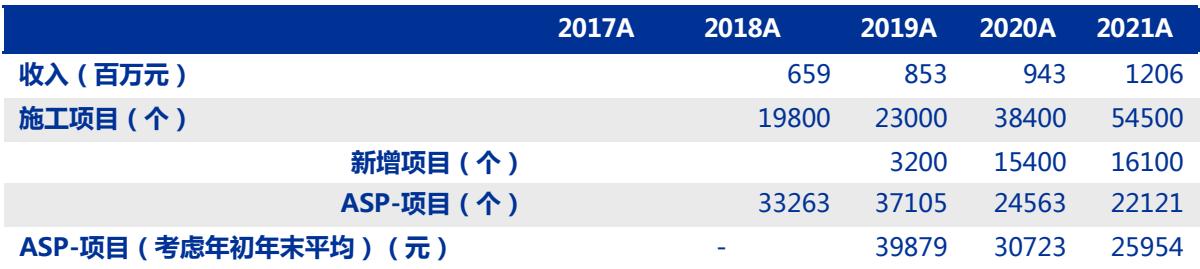 2017A 2018A 2019A 2020A 2021A
收入（百万元） 659 853 943 1206
施工项目（个） 19800 23000 38400 54500
新增项目（个） 3200 15400 16100
ASP-项目（个） 33263 37105 24563 22121
ASP-项目（考虑年初年末平均）（元） - 39879 30723 25954